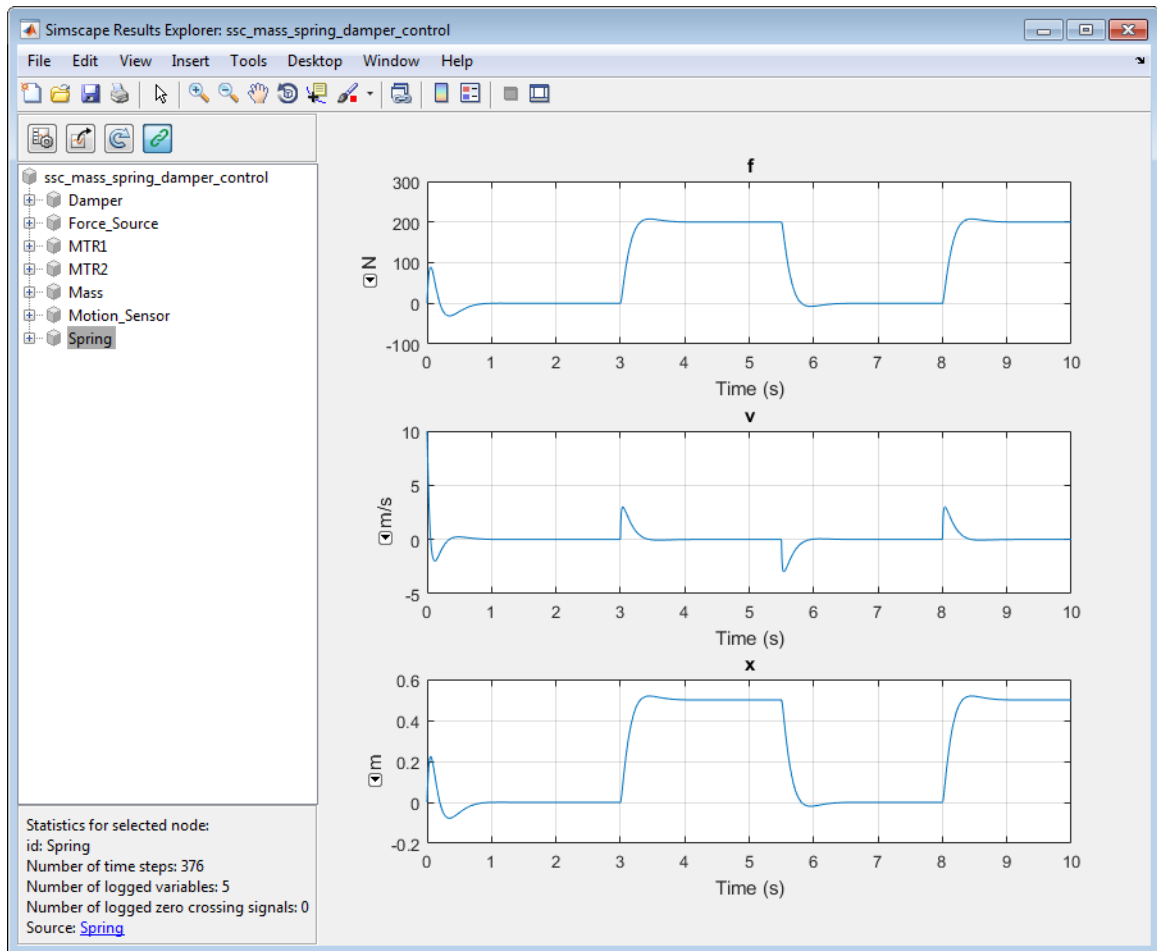 Simscape Results Explorer: ssc_mass_spring_damper_control
File Edit View Insert Tools Desktop Window Help
ssc_mass_spring_damper_control
Damper
Force_Source
MTR1
MTR2
Mass
Motion_Sensor
Spring
Statistics for selected node:
id: Spring
Number of time steps: 376
Number of logged variables: 5
Number of logged zero crossing signals: 0
Source: Spring
f
300
200
100
0
-100
N
0 1 2 3 4 5 6 7 8 9 10
Time (s)
v
10
5
0
-5
m/s
0 1 2 3 4 5 6 7 8 9 10
Time (s)
x
0.6
0.4
0.2
0
-0.2
m
0 1 2 3 4 5 6 7 8 9 10
Time (s)